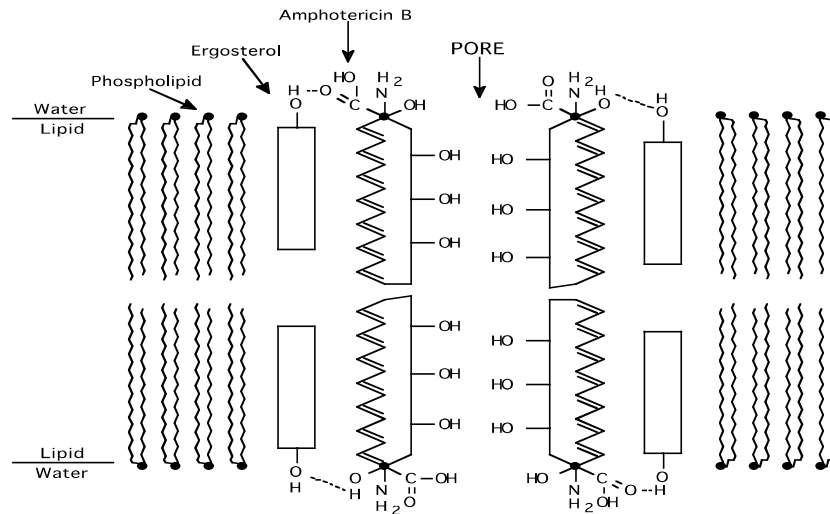 Amphotericin B
Ergosterol
PORE
Phospholipid
H
O
HO
O
C
H2
N
OH
O
HO
C
H2
N
H
O
H
O
Water
Lipid
OH
OH
OH
HO
HO
HO
OH
OH
OH
HO
HO
HO
Lipid
Water
O
H
O
H
N
H2
C
OH
O
HO
N
H2
C
O
OH
H
O